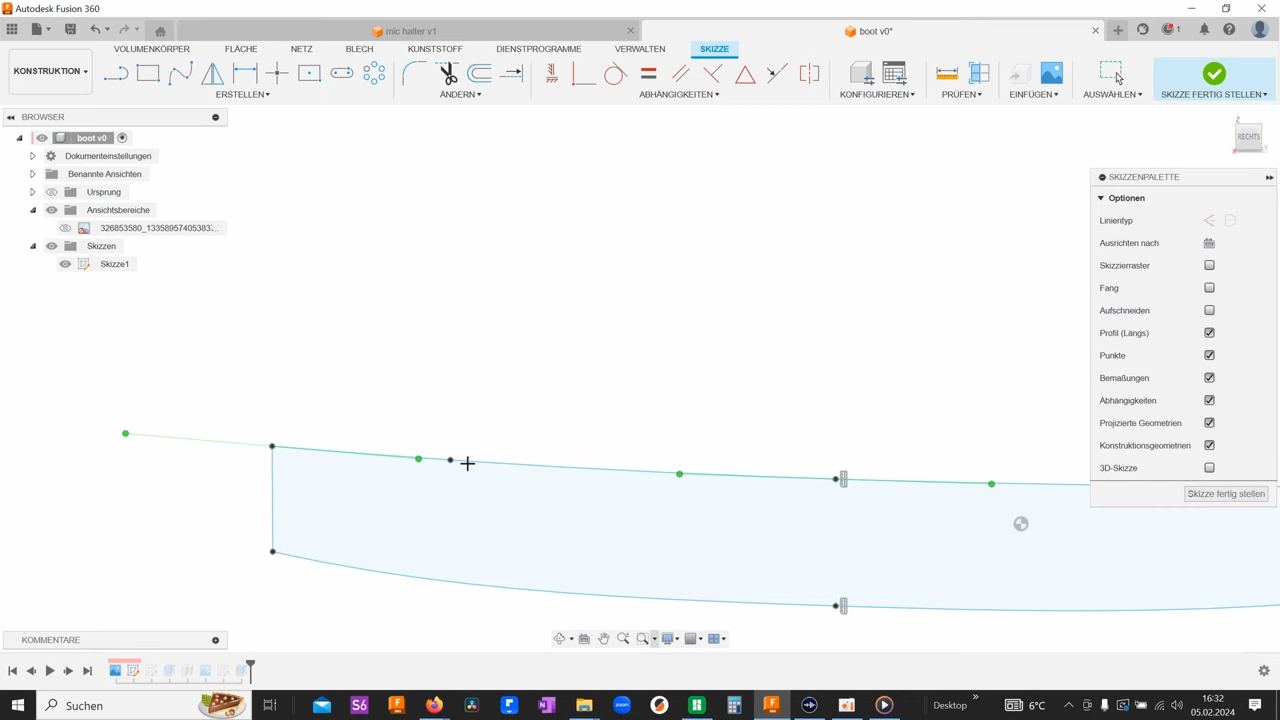 Autodesk Fusion 360
mic halter v1
boot v0*
1
VOLUMENKÖRPER FLÄCHE NETZ BLECH KUNSTSTOFF DIENSTPROGRAMME VERWALTEN SKIZZE
KONSTRUKTION
ERSTELLEN ÄNDERN ABHÄNGIGKEITEN KONFIGURIEREN PRÜFEN EINFÜGEN AUSWÄHLEN SKIZZE FERTIG STELLEN
BROWSER
boot v0
Dokumenteinstellungen
Benannte Ansichten
Ursprung
Ansichtsbereiche
326853580_133589574053837...
Skizzen
Skizze1
Z
RECHTS
SKIZZENPALETTE
Optionen
Linientyp
Ausrichten nach
Skizzierraster
Fang
Aufschneiden
Profil (Längs)
Punkte
Bemaßungen
Abhängigkeiten
Projizierte Geometrien
Konstruktionsgeometrien
3D-Skizze
Skizze fertig stellen
KOMMENTARE
Suchen
Desktop
6°C
16:32
05.02.2024